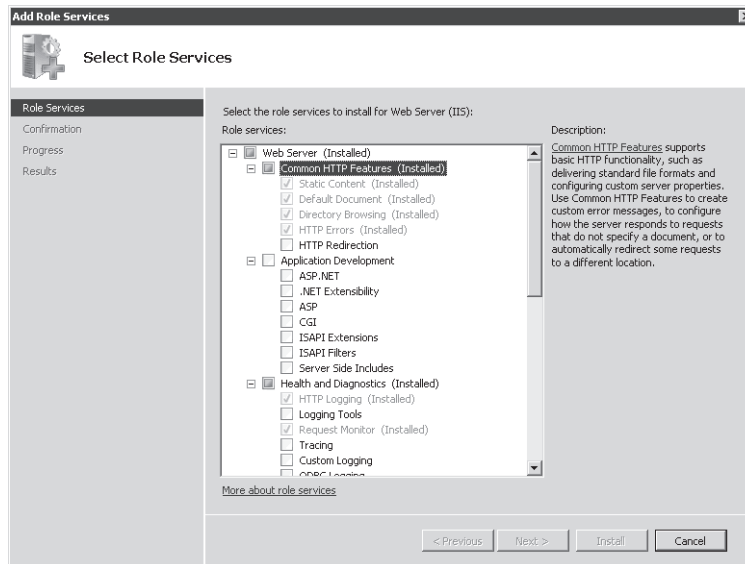 Add Role Services
Select Role Services
Role Services
Confirmation
Progress
Results
Select the role services to install for Web Server (IIS):
Role services:
Web Server (Installed)
Common HTTP Features (Installed)
Static Content (Installed)
Default Document (Installed)
Directory Browsing (Installed)
HTTP Errors (Installed)
HTTP Redirection
Application Development
ASP.NET
.NET Extensibility
ASP
CGI
ISAPI Extensions
ISAPI Filters
Server Side Includes
Health and Diagnostics (Installed)
HTTP Logging (Installed)
Logging Tools
Request Monitor (Installed)
Tracing
Custom Logging
ODBC Logging
More about role services
Description:
Common HTTP Features supports
basic HTTP functionality, such as
delivering standard file formats and
configuring custom server properties.
Use Common HTTP Features to create
custom error messages, to configure
how the server responds to requests
that do not specify a document, or to
automatically redirect some requests
to a different location.
< Previous
Next >
Install
Cancel